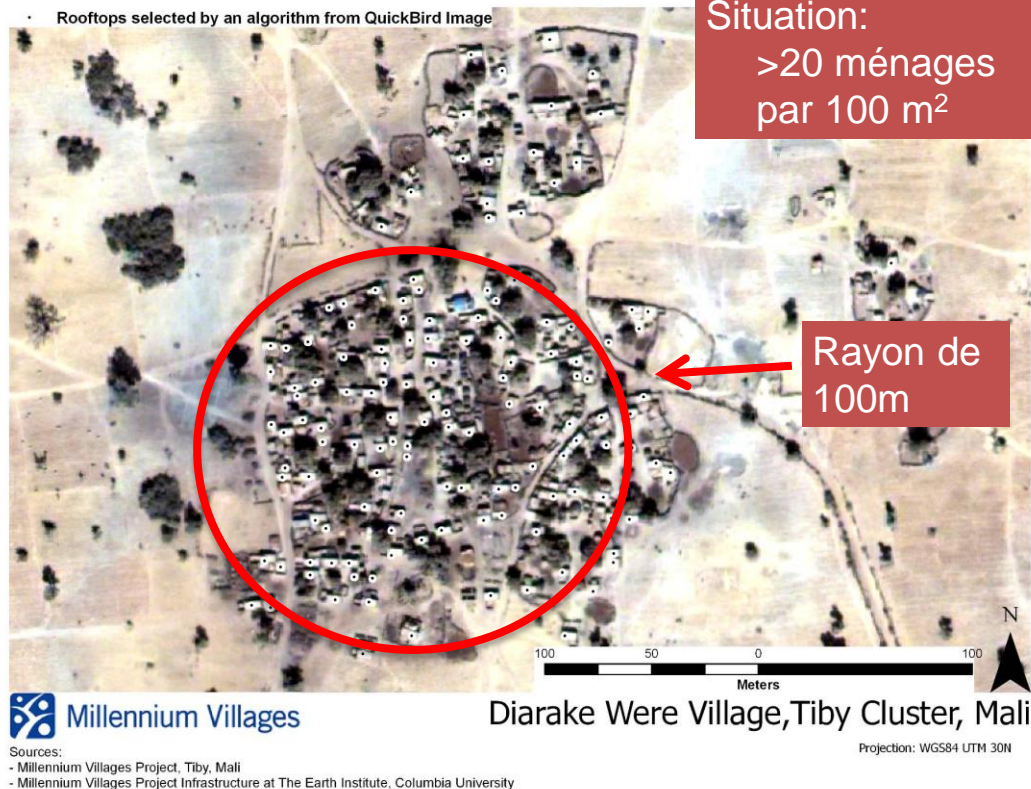 · Rooftops selected by an algorithm from QuickBird Image
Situation:
>20 ménages
par 100 m²
Rayon de
100m
N
100 50 0 100
Meters
Millennium Villages
Diarake Were Village,Tiby Cluster, Mali
Projection: WGS84 UTM 30N
Sources:
- Millennium Villages Project, Tiby, Mali
- Millennium Villages Project Infrastructure at The Earth Institute, Columbia University